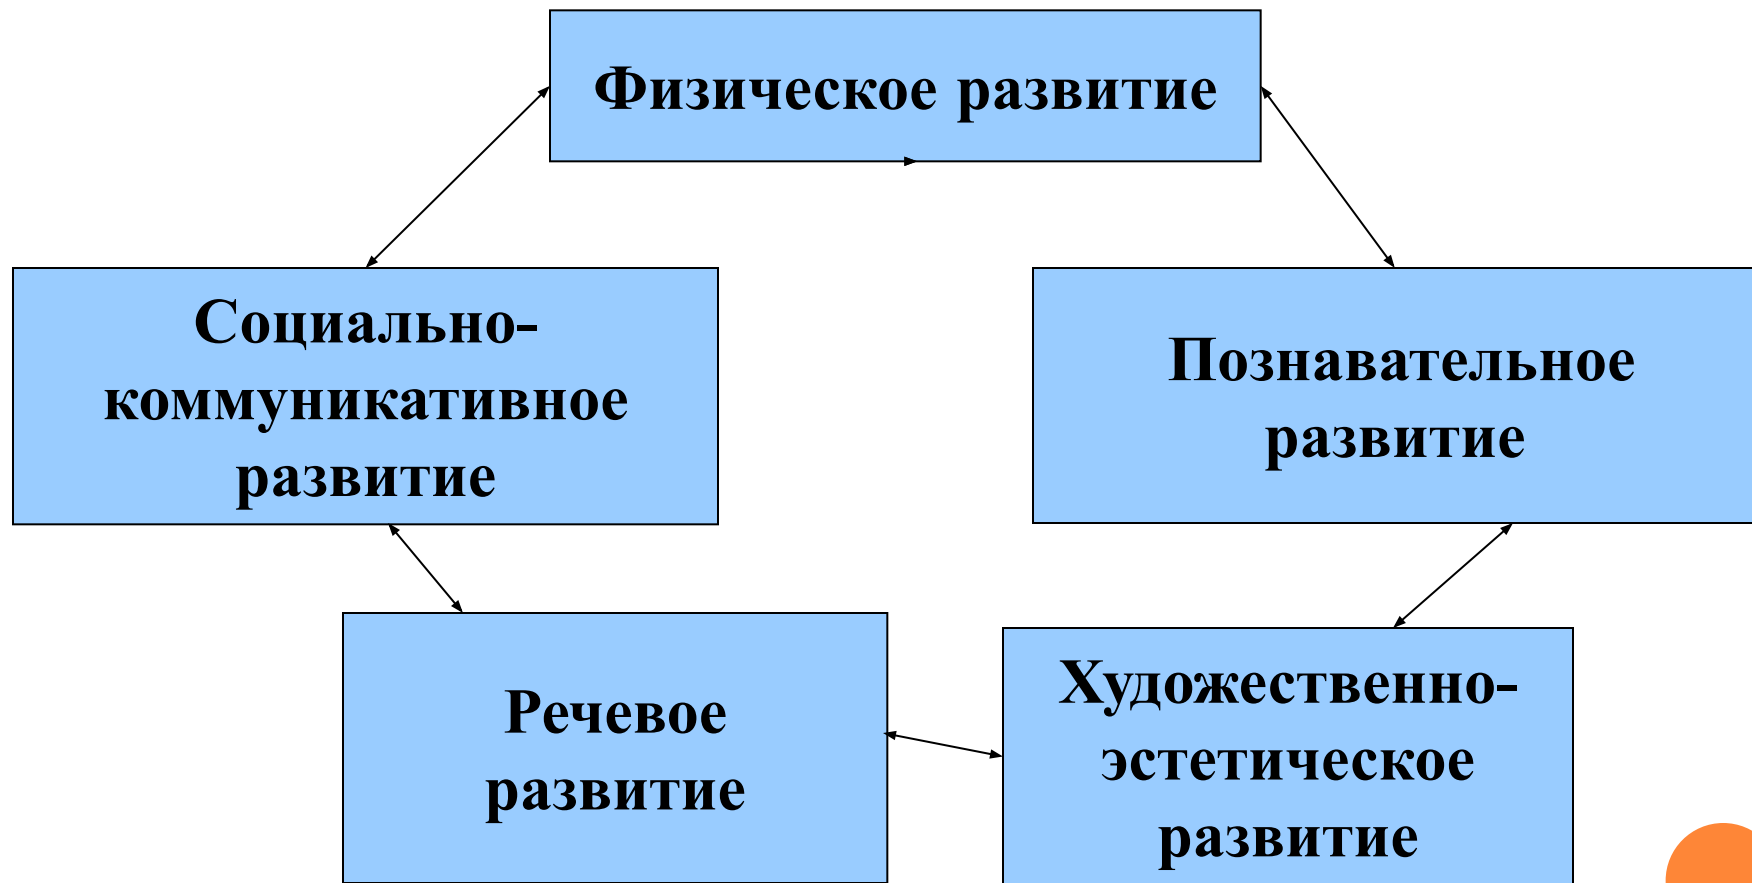 Физическое развитие
Социально-
коммуникативное
развитие
Познавательное
развитие
Речевое
развитие
Художественно-
эстетическое
развитие